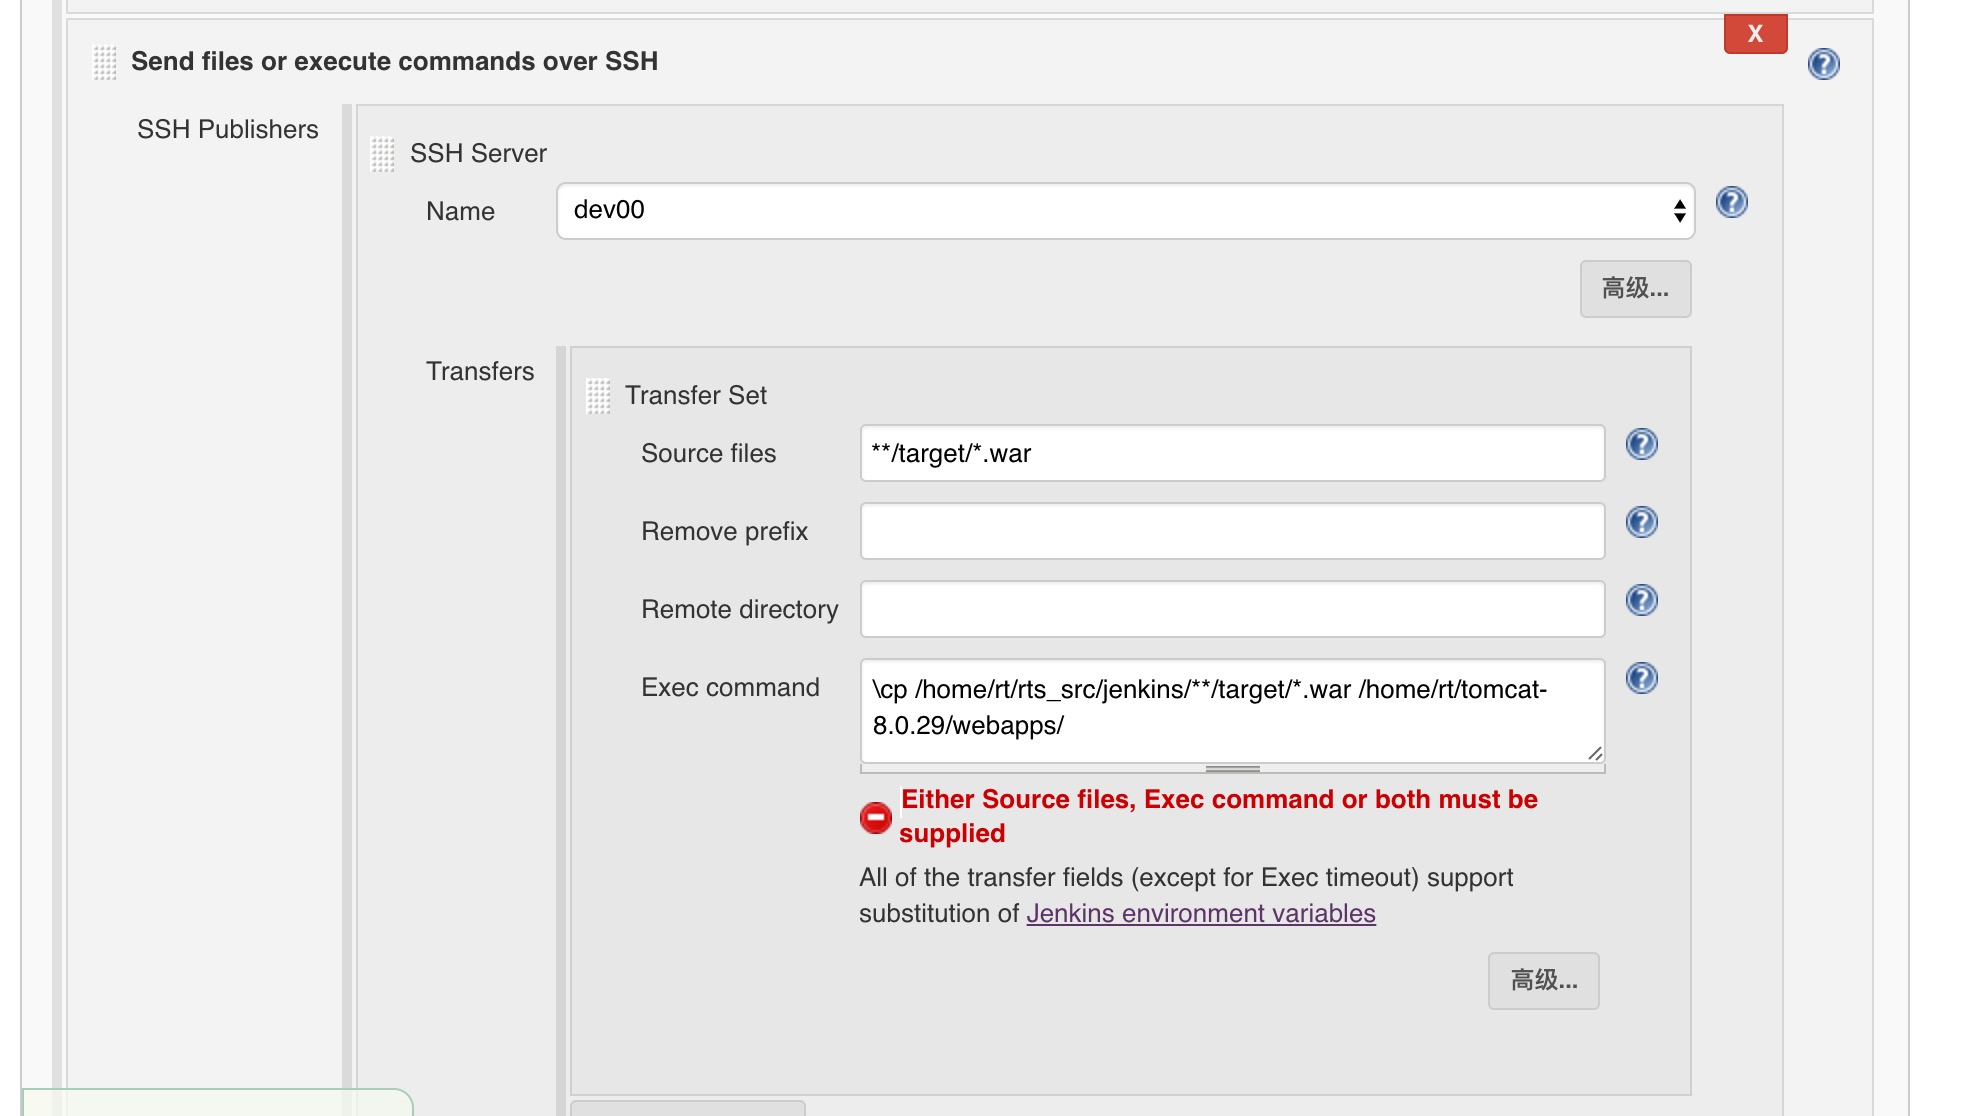 X
Send files or execute commands over SSH
?
SSH Publishers
SSH Server
Name
dev00
?
高级...
Transfers
Transfer Set
Source files
**/target/*.war
?
Remove prefix
?
Remote directory
?
Exec command
\cp /home/rt/rts_src/jenkins/**/target/*.war /home/rt/tomcat-
8.0.29/webapps/
?
Either Source files, Exec command or both must be
supplied
All of the transfer fields (except for Exec timeout) support
substitution of Jenkins environment variables
高级...